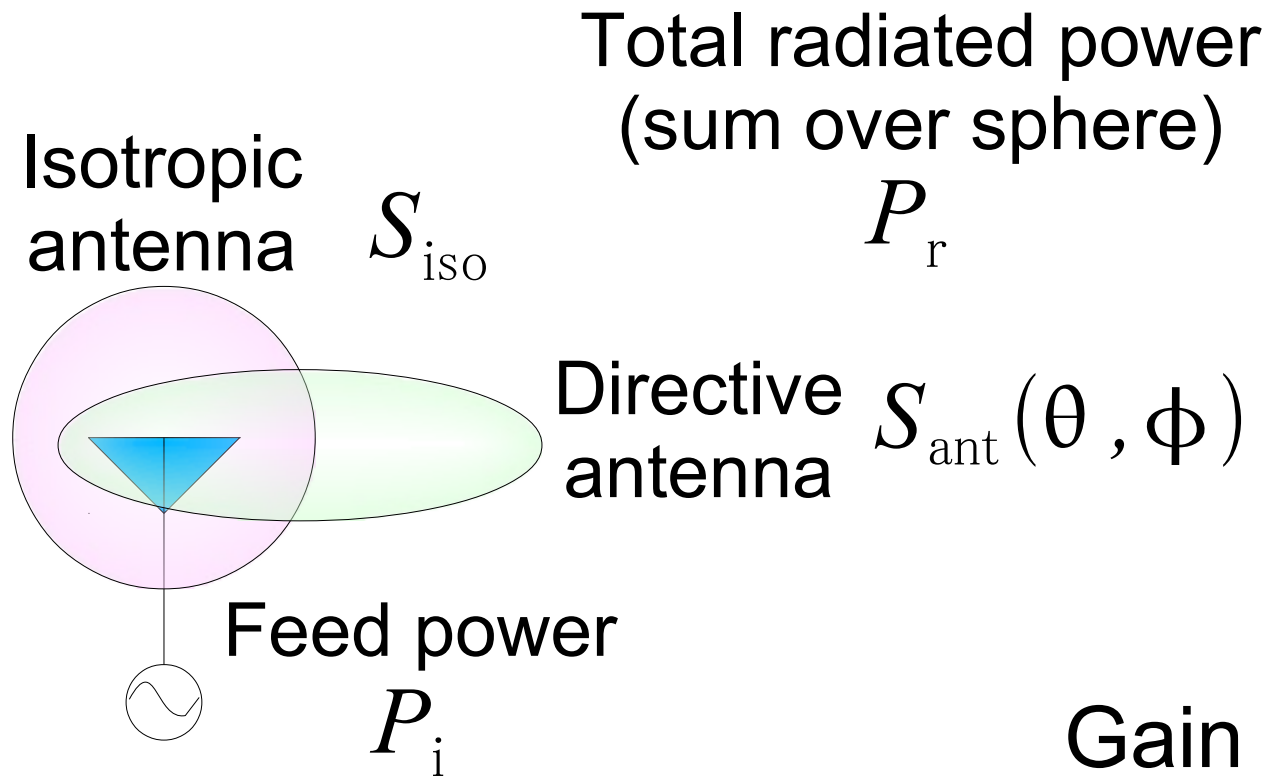 Total radiated power
(sum over sphere)
P_r
Isotropic
antenna
S_iso
Directive
antenna
S_ant(θ,ϕ)
Feed power
P_i
Gain